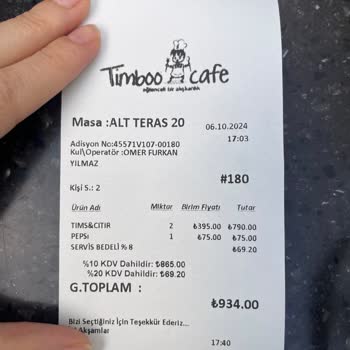 Timboo cafe
eğlenceli bir alışkanlık
Masa :ALT TERAS 20
06.10.2024
Adisyon No:45571V107-00180 17:03
Kul\Operatör :OMER FURKAN
YILMAZ
#180
Kişi S.: 2
Ürün Adı Miktar Birim Fiyatı Tutar
TIMS&CITIR 2 ₺395.00 ₺790.00
PEPSı 1 ₺75.00 ₺75.00
SERVİS BEDELİ % 8 ₺69.20
%10 KDV Dahildir: ₺865.00
%20 KDV Dahildir: ₺69.20
G.TOPLAM :
₺934.00
Bizi Seçtiğiniz İçin Teşekkür Ederiz...
Akşamlar
17:40